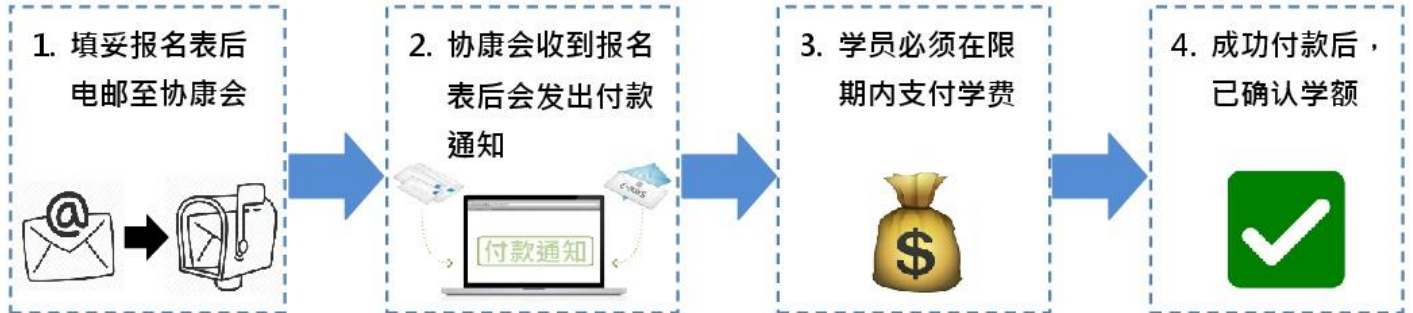 1. 填妥报名表后
电邮至协康会
2. 协康会收到报名
表后会发出付款
通知
付款通知
3. 学员必须在限
期内支付学费
$
4. 成功付款后，
已确认学额
@